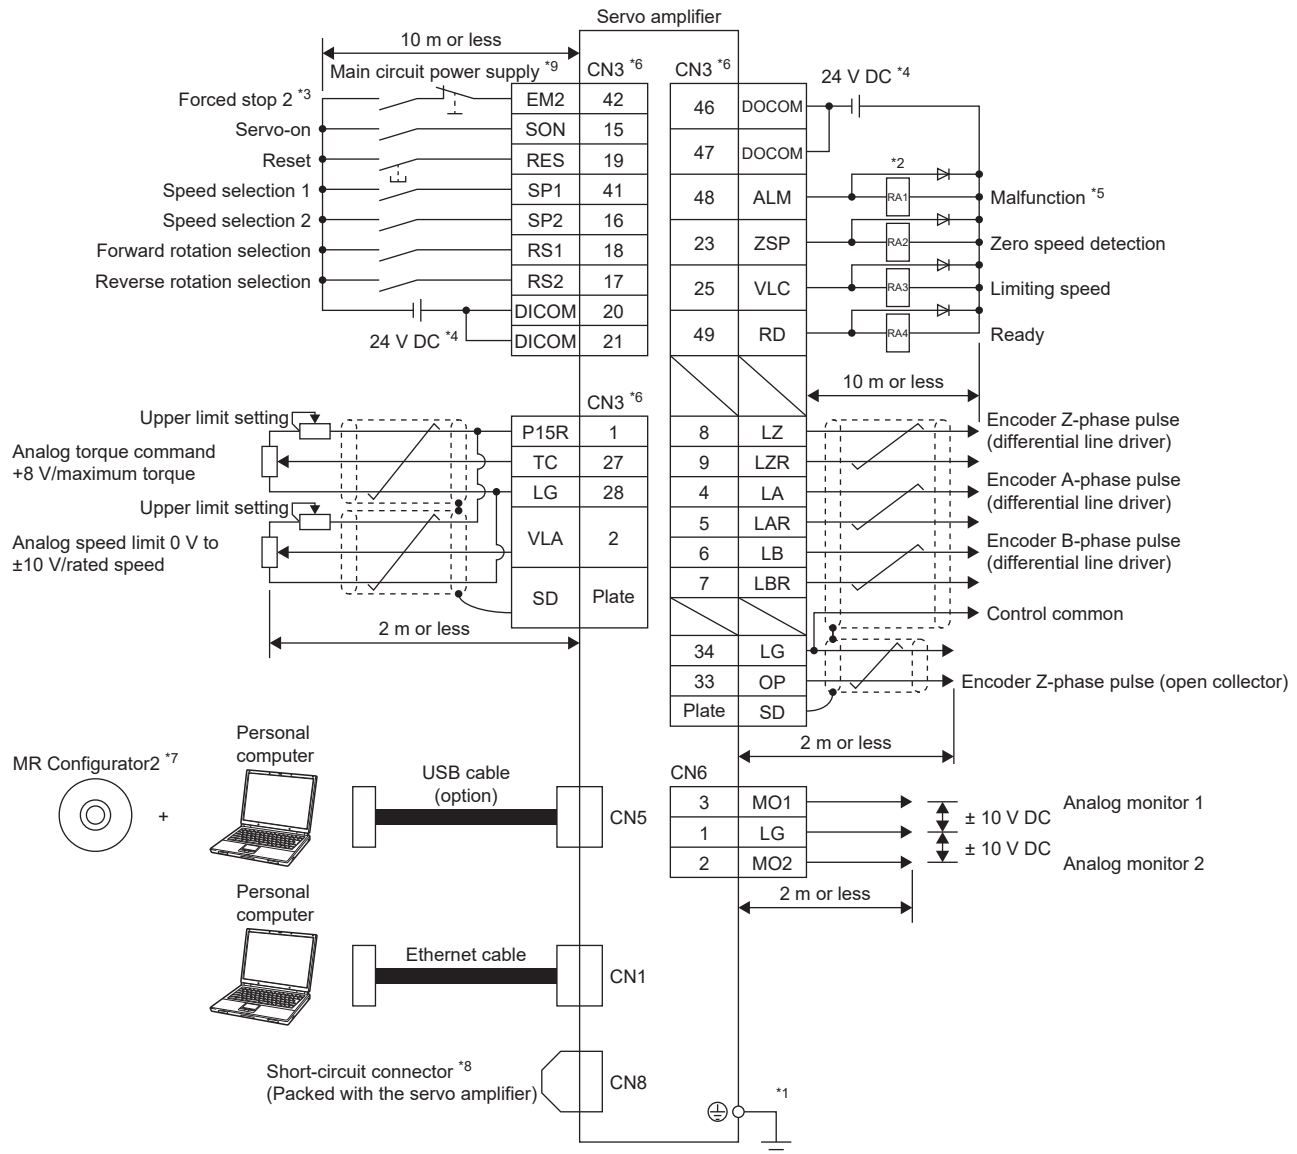 Servo amplifier
10 m or less
Main circuit power supply *9
CN3 *6
Forced stop 2 *3
EM2
42
Servo-on
SON
15
Reset
RES
19
Speed selection 1
SP1
41
Speed selection 2
SP2
16
Forward rotation selection
RS1
18
Reverse rotation selection
RS2
17
DICOM
20
24 V DC *4
DICOM
21
CN3 *6
24 V DC *4
46
DOCOM
47
DOCOM
*2
48
ALM
RA1
Malfunction *5
23
ZSP
RA2
Zero speed detection
25
VLC
RA3
Limiting speed
49
RD
RA4
Ready
10 m or less
CN3 *6
Upper limit setting
P15R
1
Analog torque command
+8 V/maximum torque
TC
27
LG
28
Upper limit setting
Analog speed limit 0 V to
±10 V/rated speed
VLA
2
SD
Plate
2 m or less
8
LZ
Encoder Z-phase pulse
(differential line driver)
9
LZR
4
LA
Encoder A-phase pulse
(differential line driver)
5
LAR
6
LB
Encoder B-phase pulse
(differential line driver)
7
LBR
Control common
34
LG
33
OP
Encoder Z-phase pulse (open collector)
Plate
SD
2 m or less
MR Configurator2 *7
+
Personal
computer
USB cable
(option)
CN5
CN6
3
MO1
Analog monitor 1
± 10 V DC
1
LG
± 10 V DC
2
MO2
Analog monitor 2
2 m or less
Personal
computer
Ethernet cable
CN1
Short-circuit connector *8
(Packed with the servo amplifier)
CN8
*1